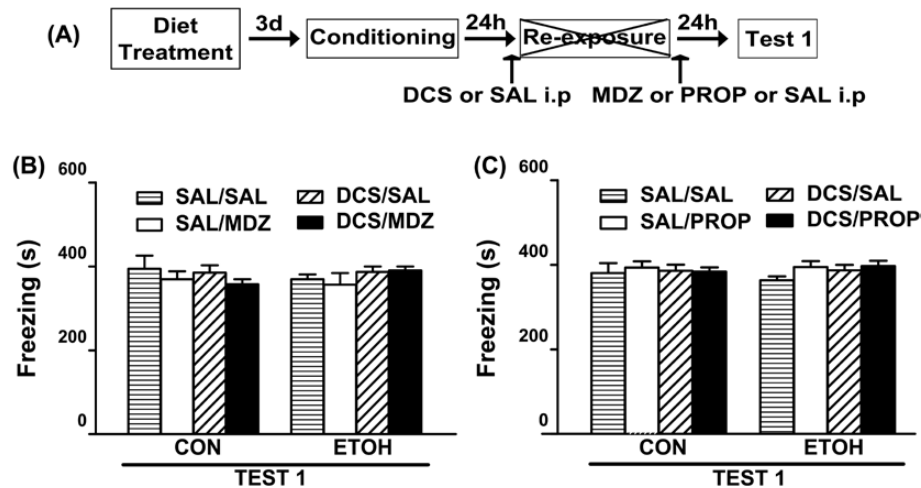 (A)
Diet
Treatment
3d
Conditioning
24h
Re-exposure
24h
Test 1
DCS or SAL i.p
MDZ or PROP or SAL i.p
(B)
600
SAL/SAL
DCS/SAL
SAL/MDZ
DCS/MDZ
400
Freezing (s)
200
0
CON
ETOH
TEST 1
(C)
600
SAL/SAL
DCS/SAL
SAL/PROP
DCS/PROP
400
Freezing (s)
200
0
CON
ETOH
TEST 1